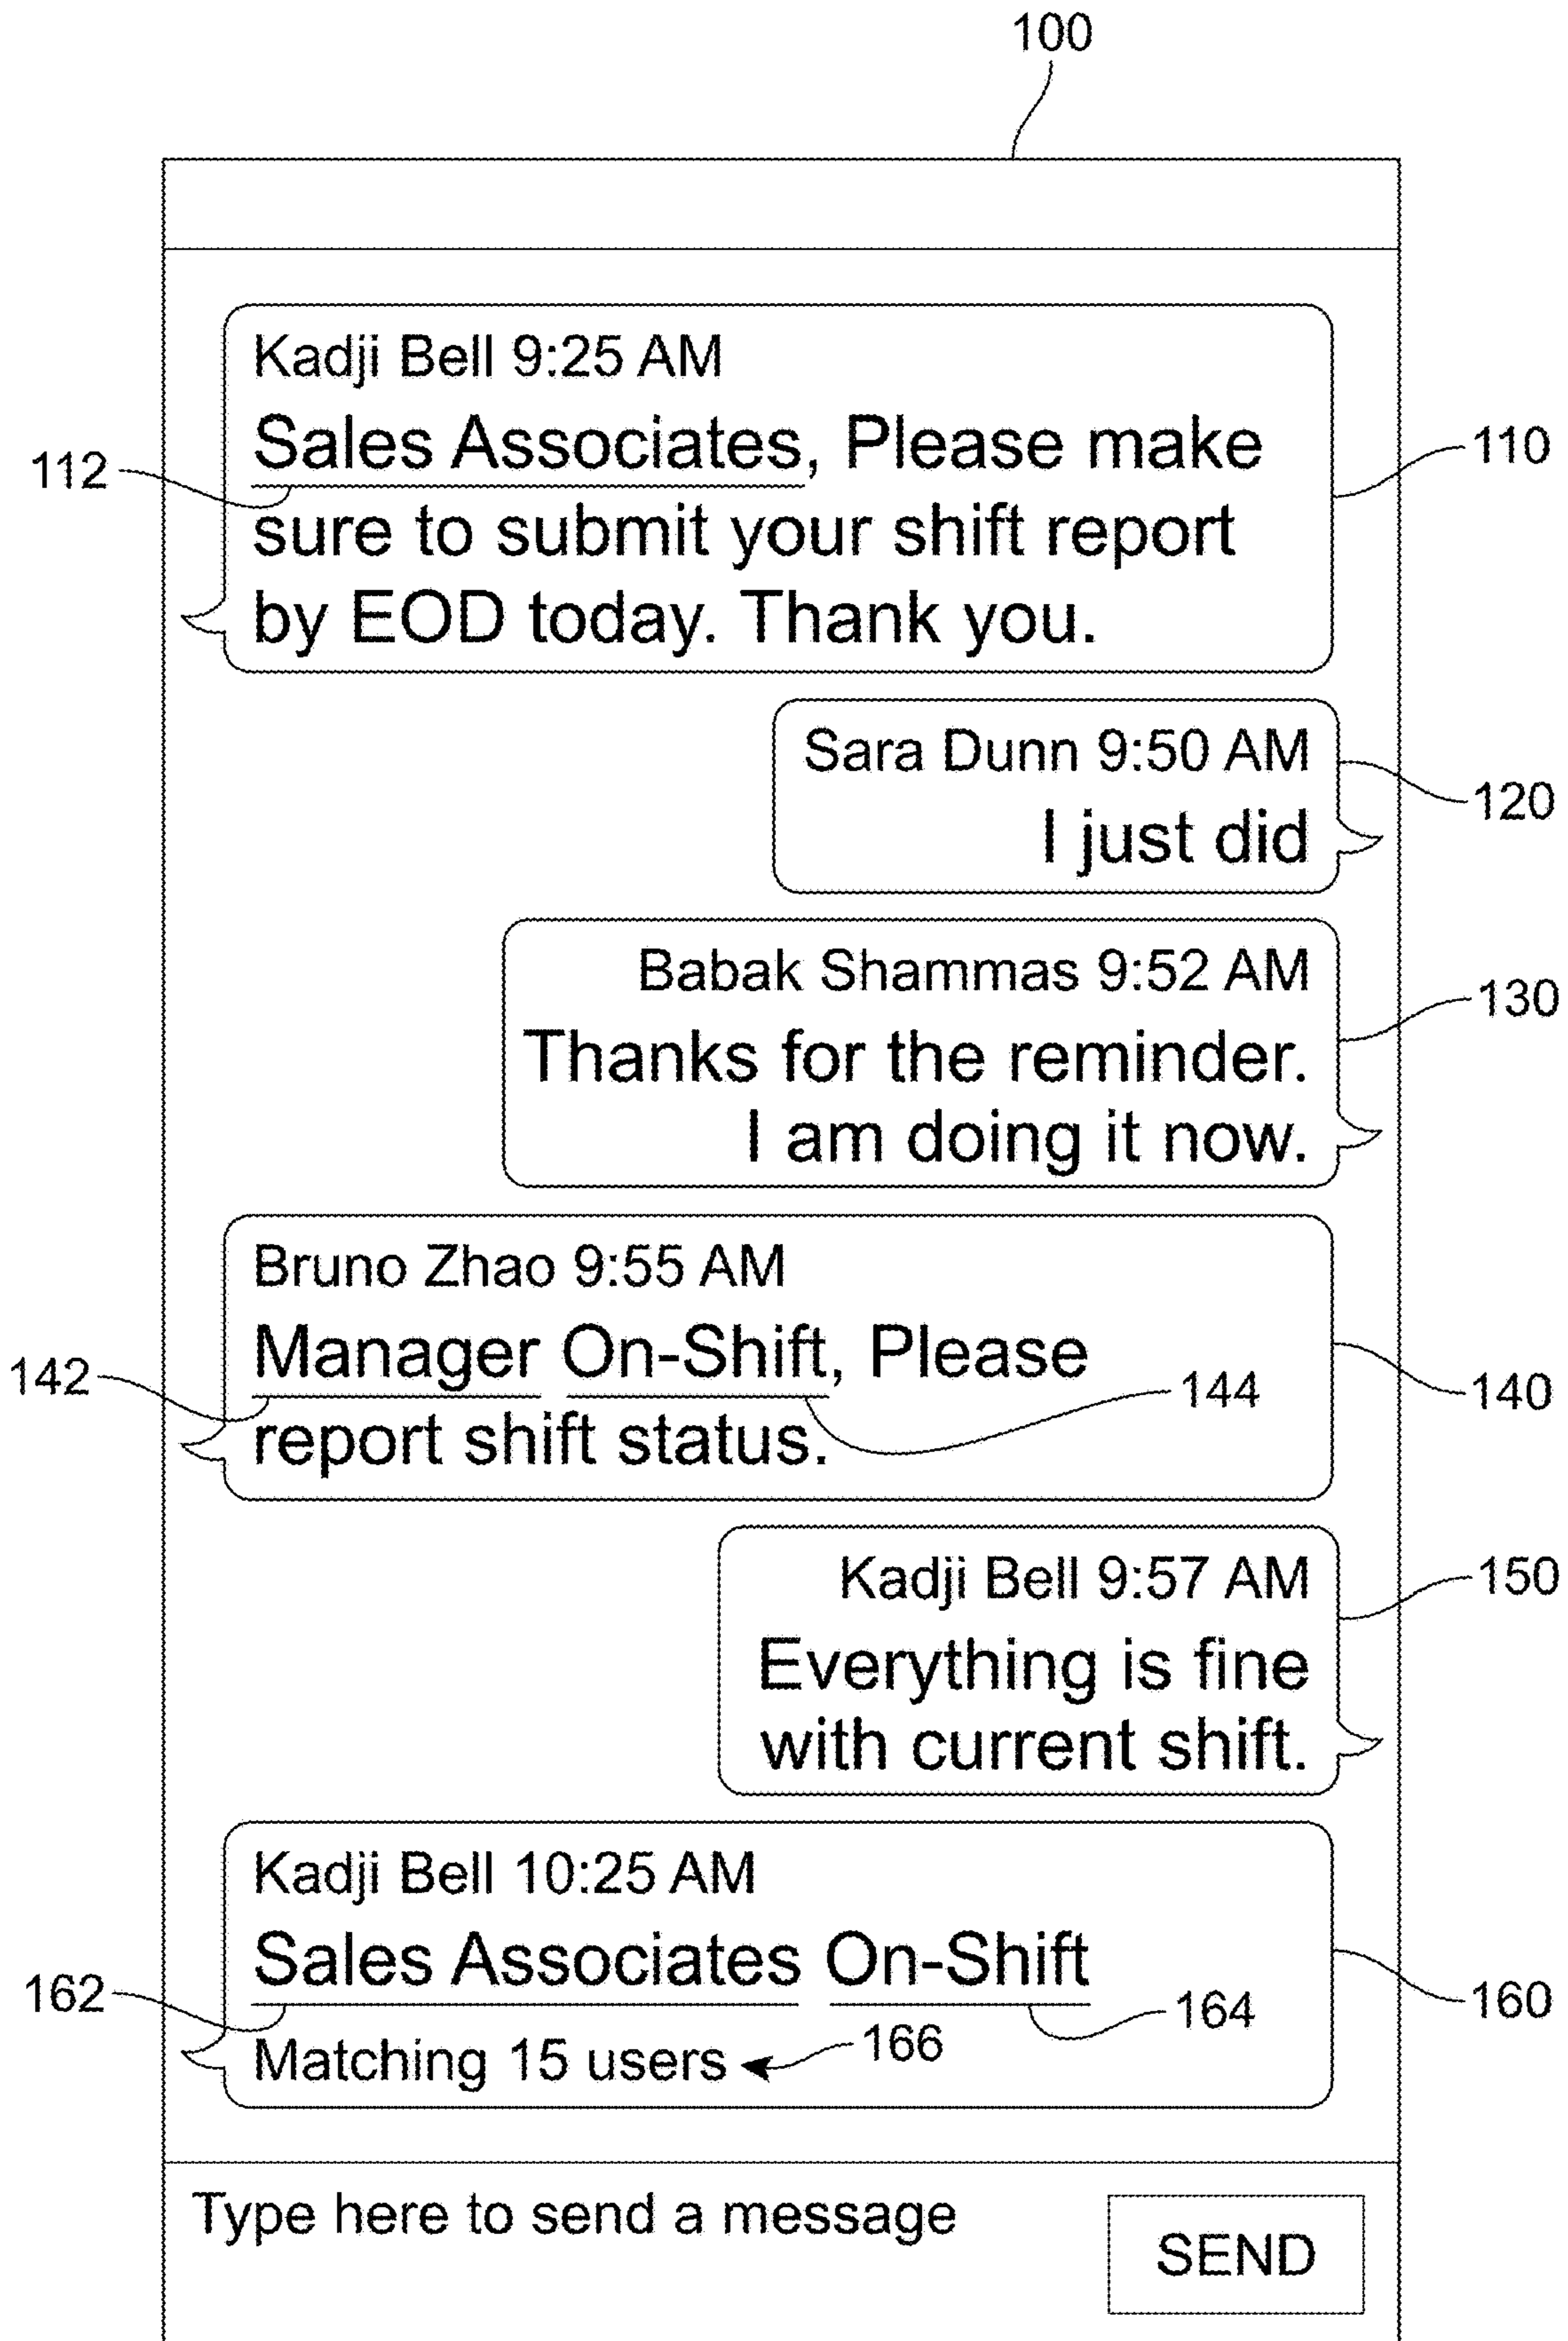 100
Kadji Bell 9:25 AM
Sales Associates, Please make
112
110
sure to submit your shift report
by EOD today. Thank you.
Sara Dunn 9:50 AM
120
I just did
Babak Shammas 9:52 AM
130
Thanks for the reminder.
I am doing it now.
Bruno Zhao 9:55 AM
Manager On-Shift, Please
142
144
140
report shift status.
Kadji Bell 9:57 AM
150
Everything is fine
with current shift.
Kadji Bell 10:25 AM
Sales Associates On-Shift
162
164
160
Matching 15 users
166
Type here to send a message
SEND